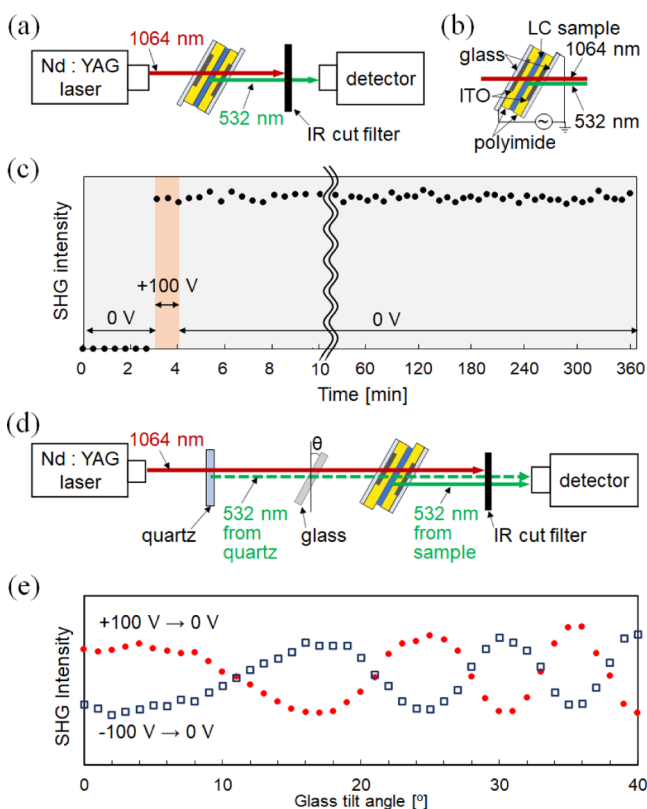 (a)
Nd : YAG
laser
1064 nm
532 nm
IR cut filter
detector
(b)
LC sample
glass
1064 nm
ITO
532 nm
polyimide
~
(c)
SHG intensity
+100 V
0 V
0 V
0 2 4 6 8 10 60 120 180 240 300 360
Time [min]
(d)
Nd : YAG
laser
1064 nm
θ
quartz
532 nm
from
quartz
glass
532 nm
from
sample
IR cut filter
detector
(e)
SHG Intensity
+100 V → 0 V
-100 V → 0 V
0 10 20 30 40
Glass tilt angle [º]